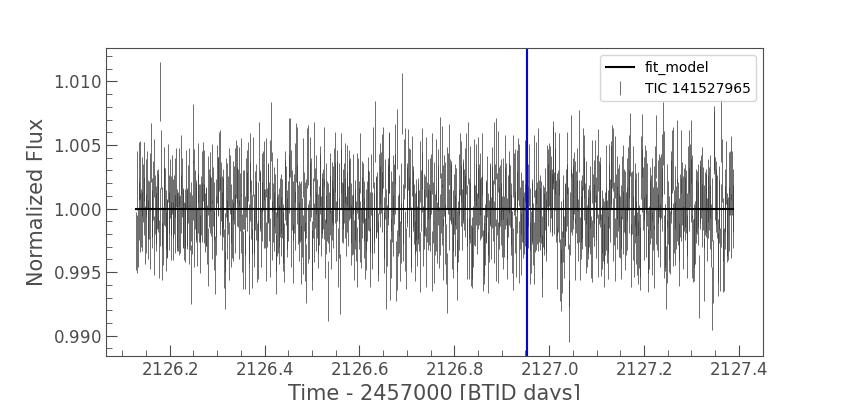 fit_model
TIC 141527965
1.010
1.005
1.000
0.995
0.990
Normalized Flux
2126.2 2126.4 2126.6 2126.8 2127.0 2127.2 2127.4
Time - 2457000 [BTJD days]